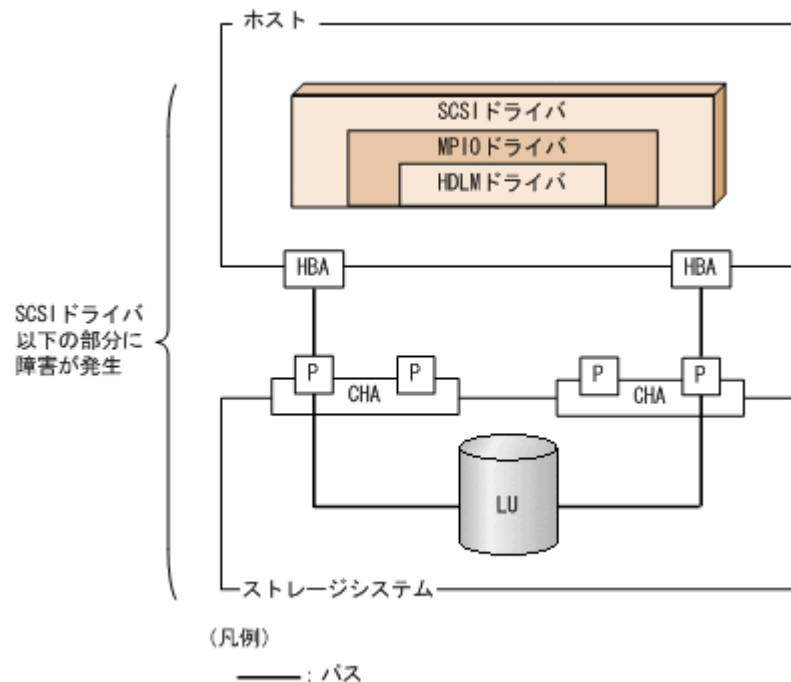 ホスト
SCSIドライバ
MPIOドライバ
HDLMドライバ
HBA
HBA
SCSIドライバ
以下の部分に
障害が発生
P
P
P
P
CHA
CHA
LU
ストレージシステム
(凡例)
: パス